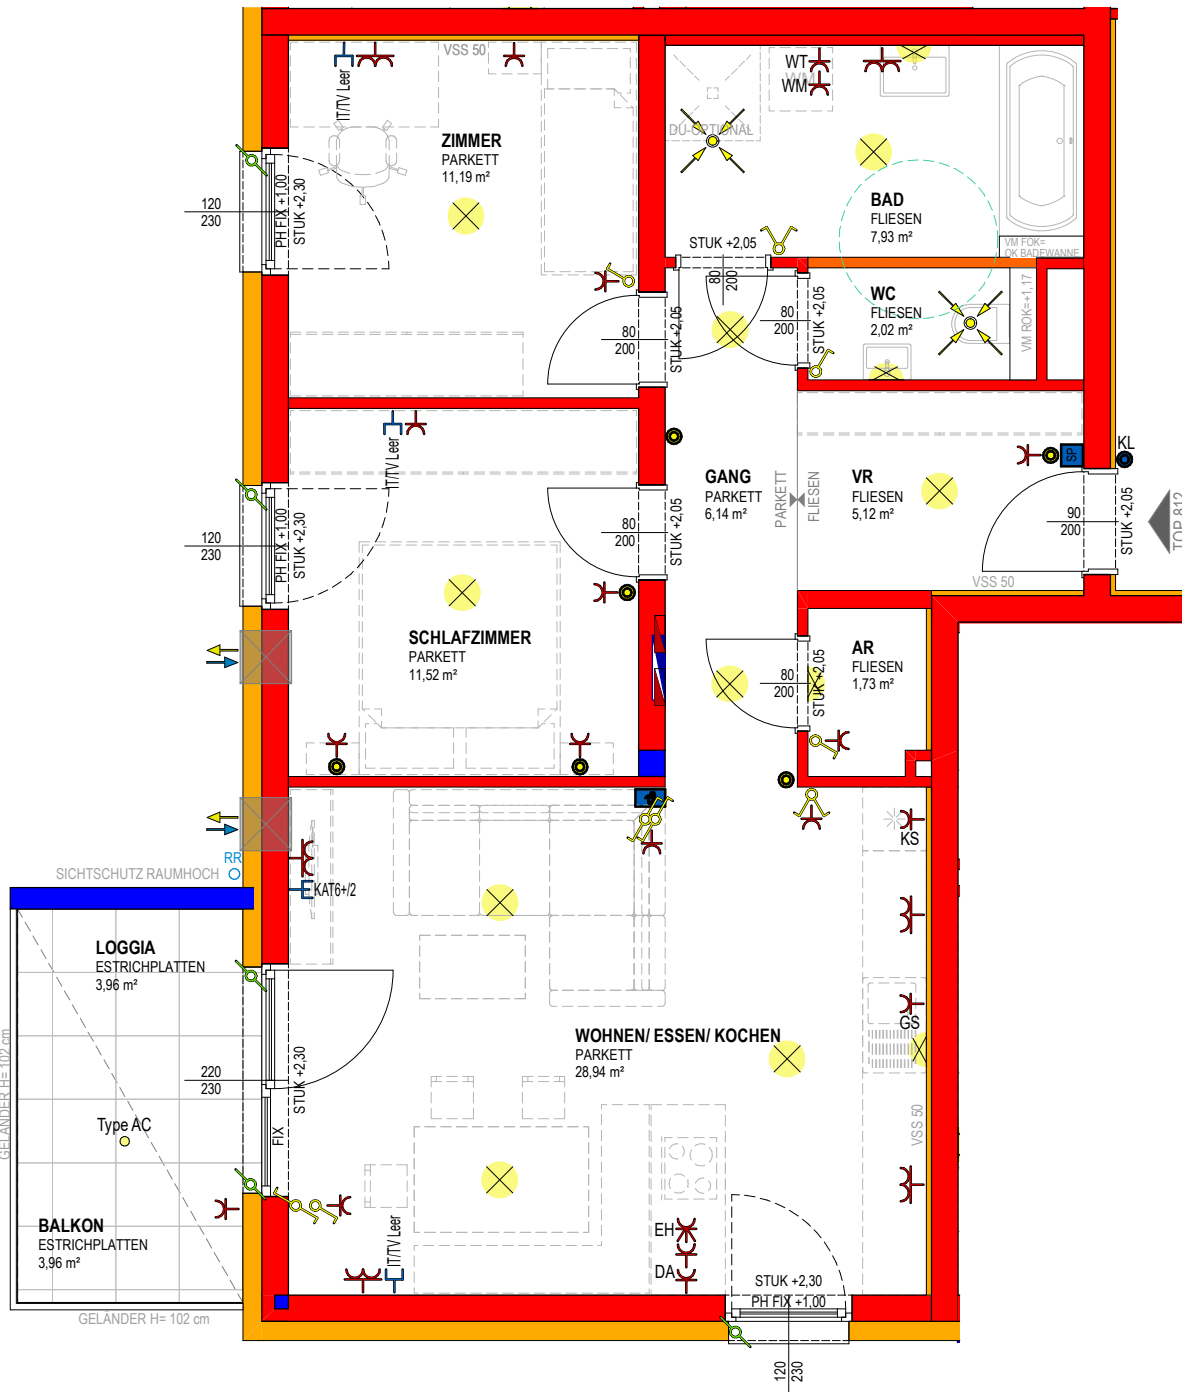 VSS 50
IT/TV Leer
ZIMMER
PARKETT
11,19 m²
120
230
PH FIX +1,00
STUK +2,30
80
200
STUK +2,05
WT
WM
WM
DU-OPTIONAL
BAD
FLIESEN
7,93 m²
VM FOK=
OK BADEWANNE
STUK +2,05
80
200
WC
FLIESEN
2,02 m²
VM ROK=+1,17
80
200
STUK +2,05
IT/TV Leer
120
230
PH FIX +1,00
STUK +2,30
80
200
STUK +2,05
SCHLAFZIMMER
PARKETT
11,52 m²
GANG
PARKETT
6,14 m²
PARKETT
FLIESEN
VR
FLIESEN
5,12 m²
SP
KL
90
200
STUK +2,05
TOP 812
VSS 50
AR
FLIESEN
1,73 m²
80
200
STUK +2,05
RR
SICHTSCHUTZ RAUMHOCH
KAT6+/2
KS
GS
LOGGIA
ESTRICHPLATTEN
3,96 m²
GELÄNDER H= 102 cm
220
230
STUK +2,30
FIX
WOHNEN/ ESSEN/ KOCHEN
PARKETT
28,94 m²
VSS 50
Type AC
BALKON
ESTRICHPLATTEN
3,96 m²
IT/TV Leer
EH
DA
STUK +2,30
PH FIX +1,00
120
230
GELÄNDER H= 102 cm